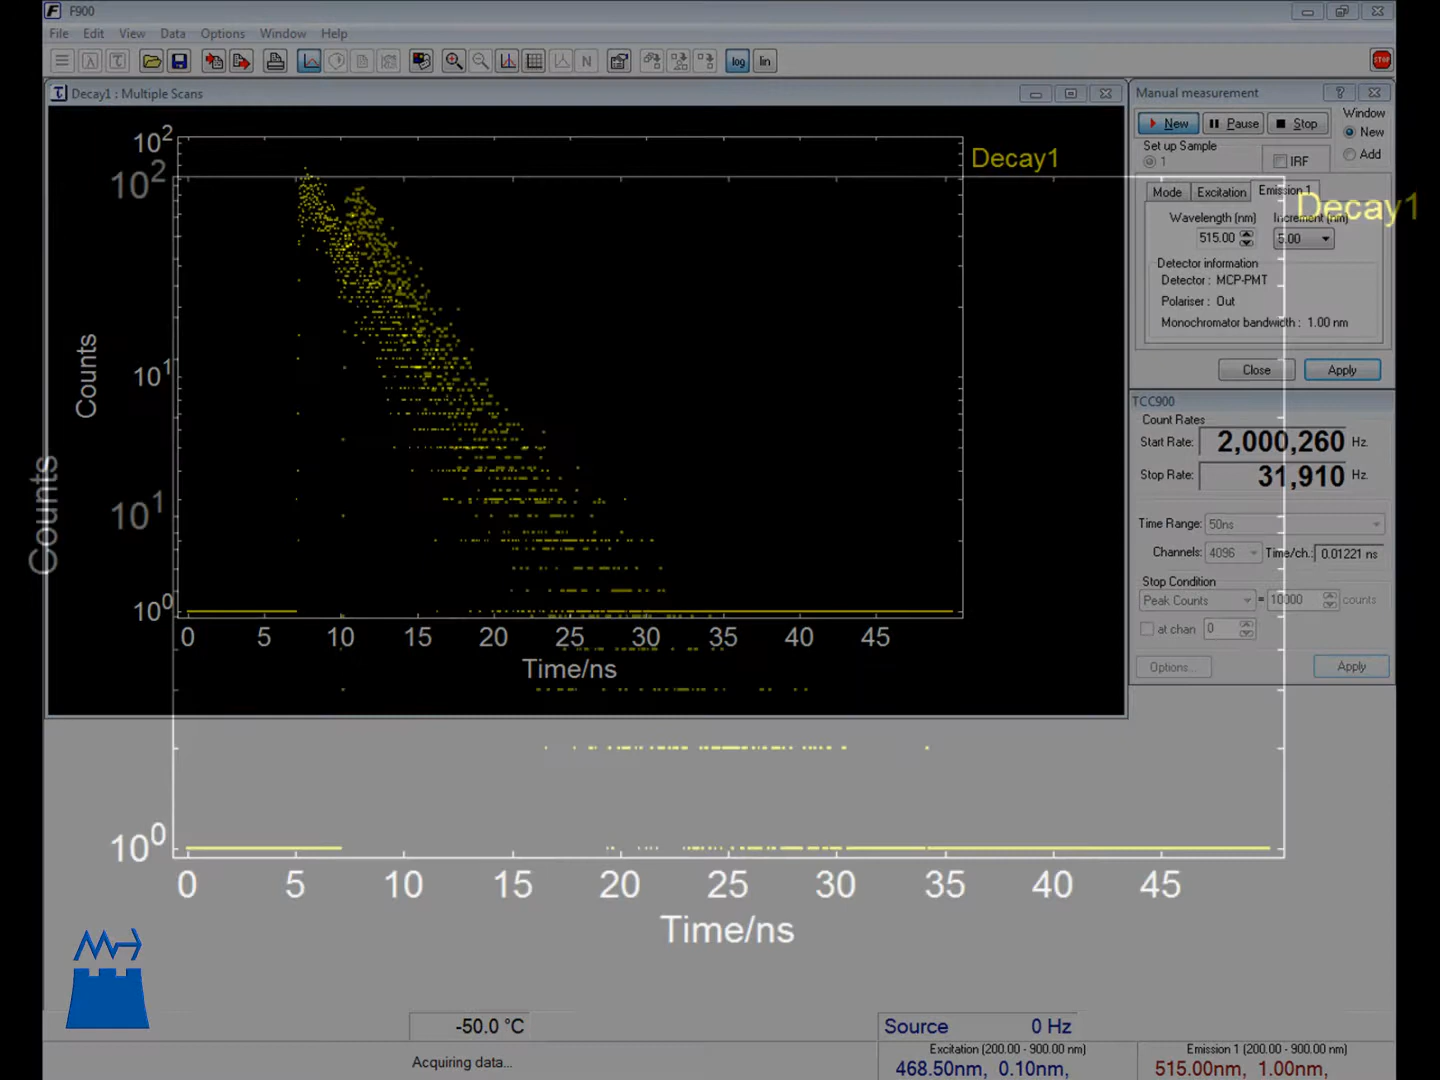 F900
File Edit View Data Options Window Help
log lin
STOP
Decay1 : Multiple Scans
10²
10¹
10⁰
Counts
0 5 10 15 20 25 30 35 40 45
Time/ns
Decay1
10²
10¹
10⁰
Counts
0 5 10 15 20 25 30 35 40 45
Time/ns
Decay1
Manual measurement
New Pause Stop
Window
New
Add
Set up Sample
1
IRF
Mode Excitation Emission 1
Wavelength (nm) Increment (nm)
515.00 5.00
Detector information
Detector : MCP-PMT
Polariser : Out
Monochromator bandwidth : 1.00 nm
Close Apply
TCC900
Count Rates
Start Rate: 2,000,260 Hz.
Stop Rate: 31,910 Hz.
Time Range: 50ns
Channels: 4096 Time/ch.: 0.01221 ns
Stop Condition
Peak Counts = 10000 counts
at chan 0
Options... Apply
-50.0 °C
Source 0 Hz
Acquiring data...
Excitation (200.00 - 900.00 nm)
468.50nm, 0.10nm,
Emission 1 (200.00 - 900.00 nm)
515.00nm, 1.00nm,